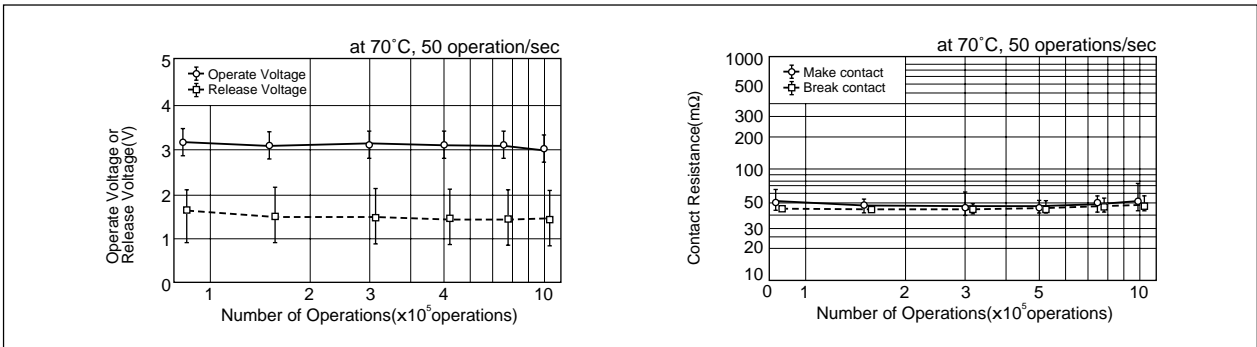 at 70˚C, 50 operation/sec
5
4
3
2
1
0
Operate Voltage
Release Voltage
Operate Voltage or
Release Voltage(V)
1
2
3
4
10
Number of Operations(x10⁵operations)
at 70˚C, 50 operations/sec
1000
500
300
200
100
50
30
20
10
Make contact
Break contact
Contact Resistance(mΩ)
0
1
2
3
5
10
Number of Operations(x10⁵operations)